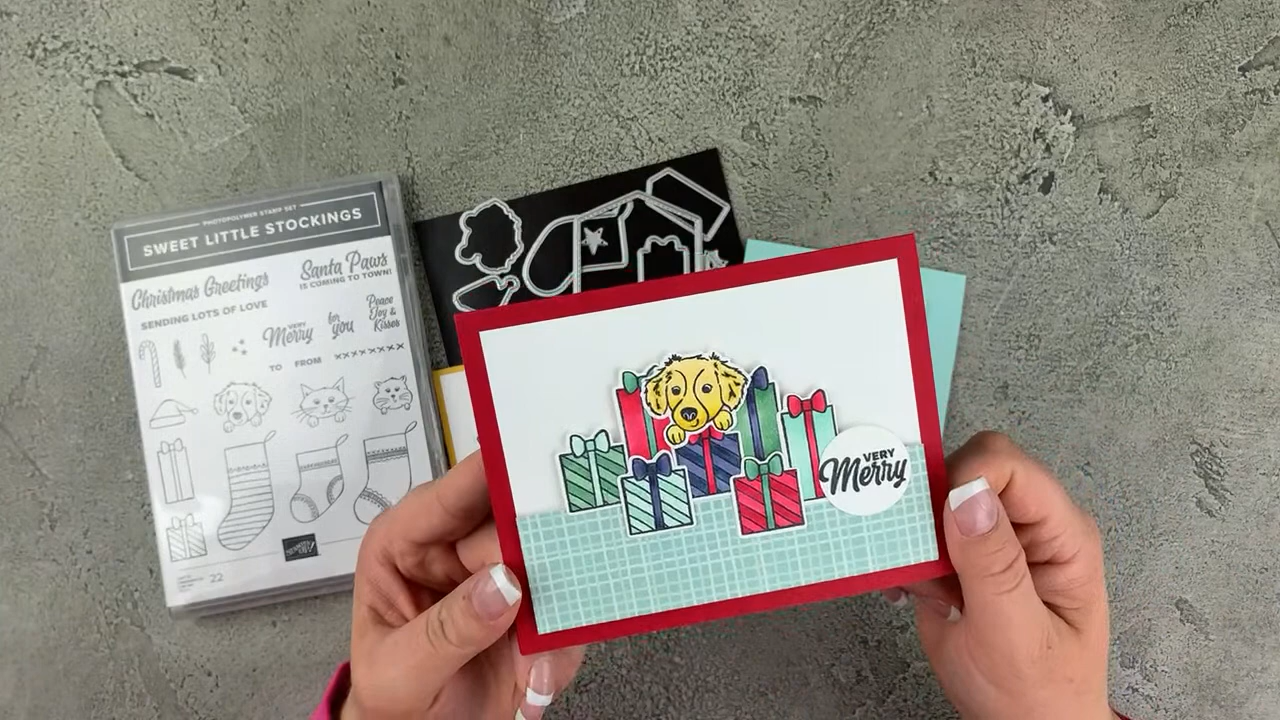 PHOTOPOLYMER STAMP SET
SWEET LITTLE STOCKINGS
Christmas Greetings
Santa Paws
IS COMING TO TOWN!
SENDING LOTS OF LOVE
VERY
Merry
for
you
Peace
Joy &
Kisses
TO FROM
22
VERY
Merry